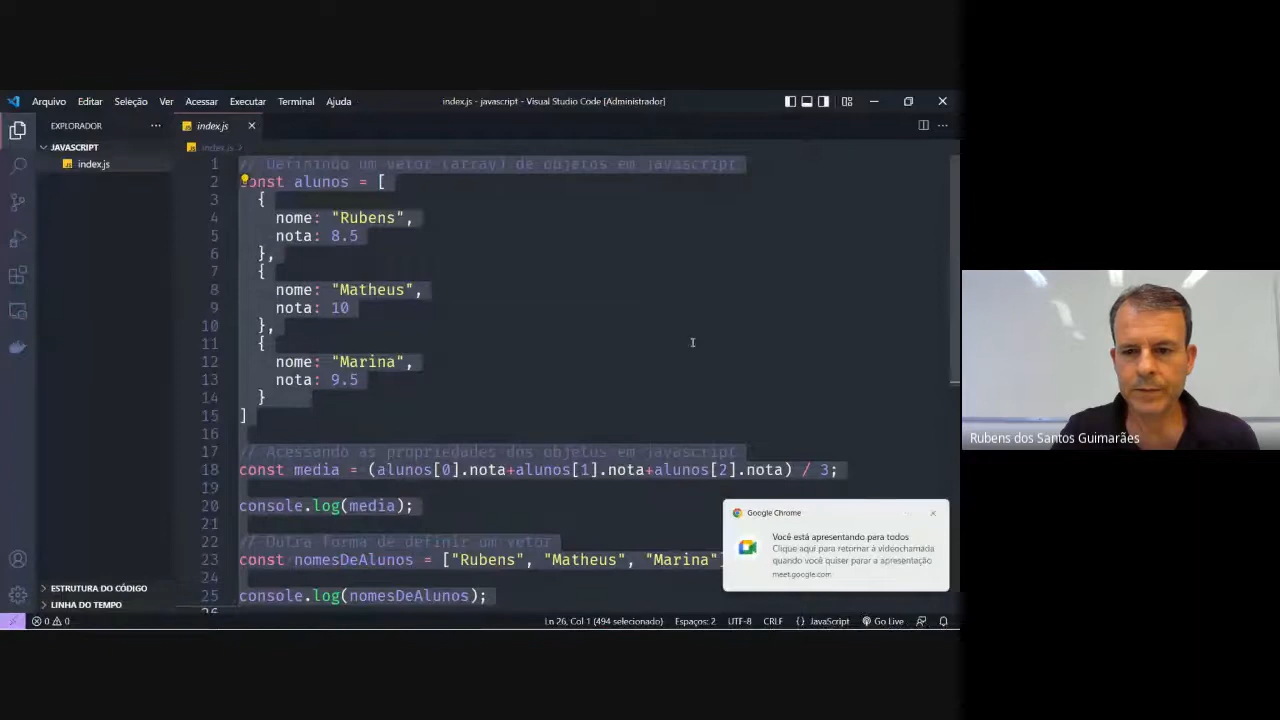 Arquivo Editar Seleção Ver Acessar Executar Terminal Ajuda
index.js - javascript - Visual Studio Code [Administrador]
EXPLORADOR
index.js
JAVASCRIPT
index.js
index.js
1 // Definindo um vetor (array) de objetos em javascript
2 const alunos = [
3 {
4 nome: "Rubens",
5 nota: 8.5
6 },
7 {
8 nome: "Matheus",
9 nota: 10
10 },
11 {
12 nome: "Marina",
13 nota: 9.5
14 }
15 ]
16
17 // Acessando as propriedades dos objetos em javascript
18 const media = (alunos[0].nota+alunos[1].nota+alunos[2].nota) / 3;
19
20 console.log(media);
21
22 // Outra forma de definir um vetor
23 const nomesDeAlunos = ["Rubens", "Matheus", "Marina"]
24
25 console.log(nomesDeAlunos);
26
ESTRUTURA DO CÓDIGO
LINHA DO TEMPO
Google Chrome
Você está apresentando para todos
Clique aqui para retornar à videochamada
quando você quiser parar a apresentação
meet.google.com
0 0
Ln 26, Col 1 (494 selecionado) Espaços: 2 UTF-8 CRLF {} JavaScript Go Live
Rubens dos Santos Guimarães